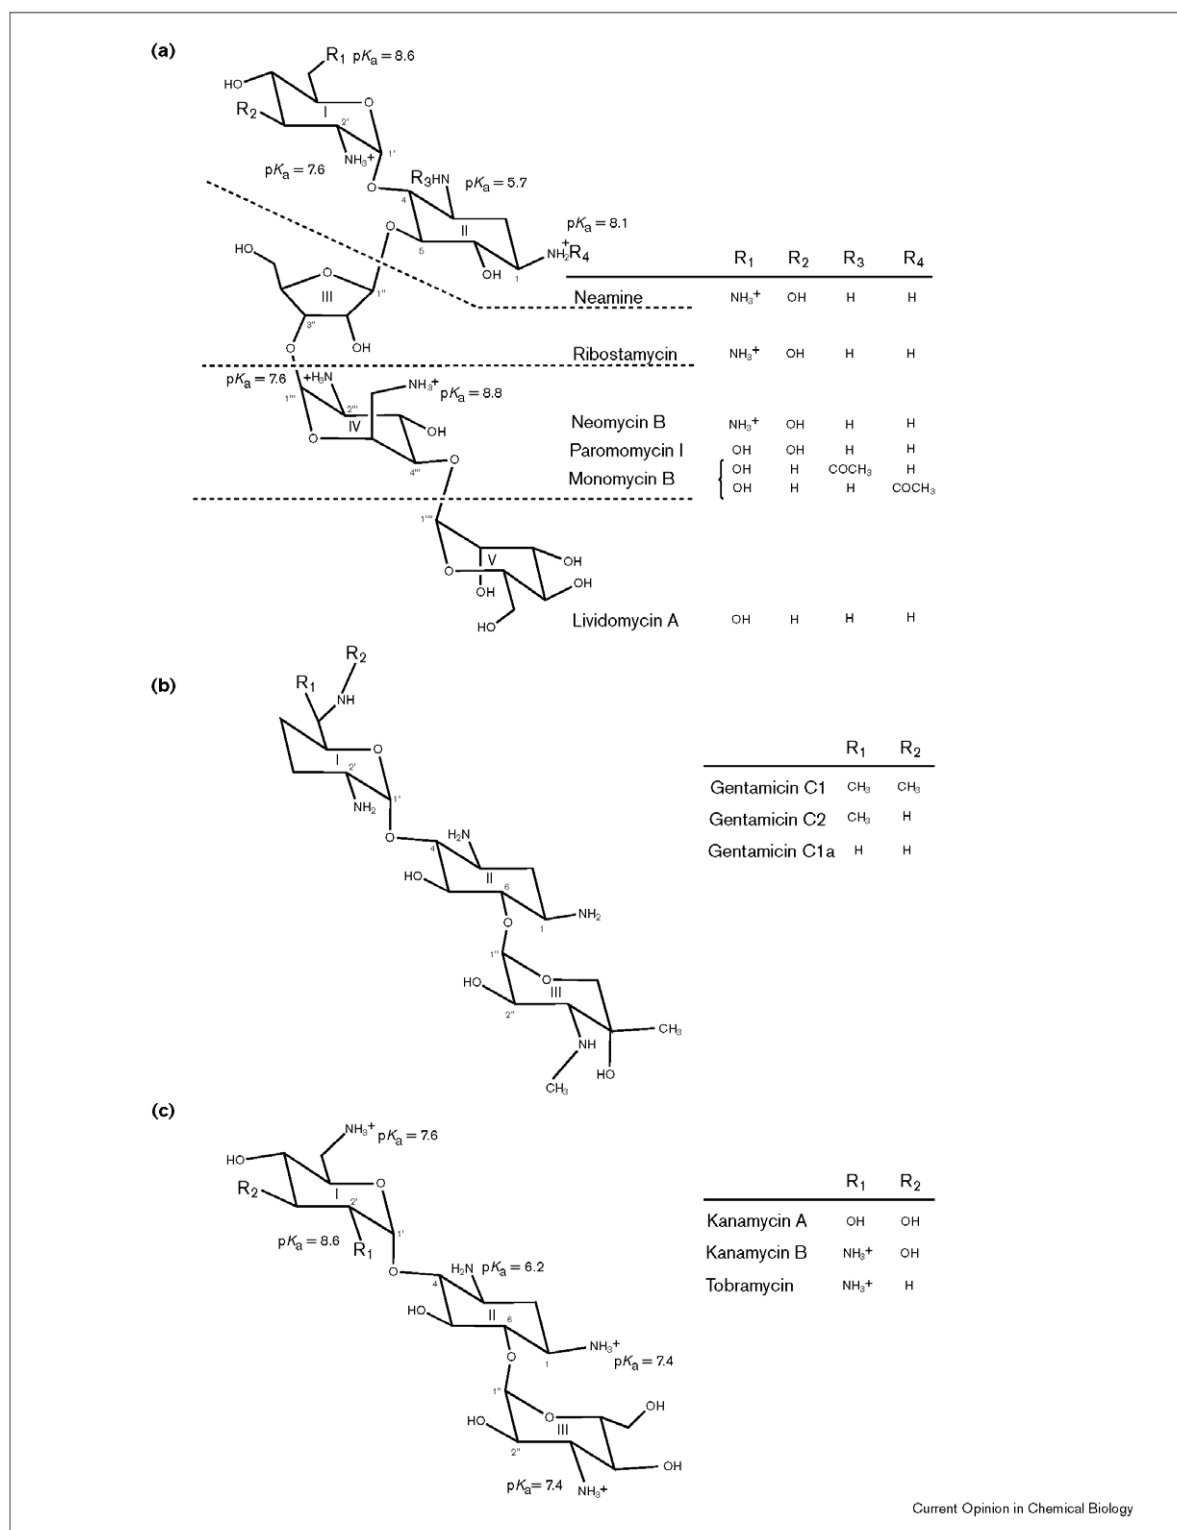 (a)
R1 pKa = 8.6
HO
O
R2
I
2'
NH3+
1'
pKa = 7.6
O
R3HN
pKa = 5.7
4
II
pKa = 8.1
O
5
OH
1
NH2+R4
HO
O
III
1''
3''
OH
O
R1 R2 R3 R4
Neamine NH3+ OH H H
Ribostamycin NH3+ OH H H
pKa = 7.6 +H3N
NH3+
pKa = 8.8
1'''
2'''
IV
OH
O
4'''
O
Neomycin B NH3+ OH H H
Paromomycin I OH OH H H
Monomycin B
OH H COCH3 H
OH H H COCH3
1''''
V
O
OH
OH
OH
HO
Lividomycin A OH H H H
(b)
R2
R1
NH
I
O
2'
NH2
1'
O
H2N
4
II
HO
6
1
NH2
O
1''
O
III
HO
2''
NH
CH3
HO
CH3
R1 R2
Gentamicin C1 CH3 CH3
Gentamicin C2 CH3 H
Gentamicin C1a H H
(c)
NH3+ pKa = 7.6
HO
R2
I
O
2'
1'
pKa = 8.6 R1
O
H2N
pKa = 6.2
4
II
HO
6
1
NH3+
pKa = 7.4
O
1''
O
III
OH
HO
2''
OH
pKa = 7.4
NH3+
R1 R2
Kanamycin A OH OH
Kanamycin B NH3+ OH
Tobramycin NH3+ H
Current Opinion in Chemical Biology